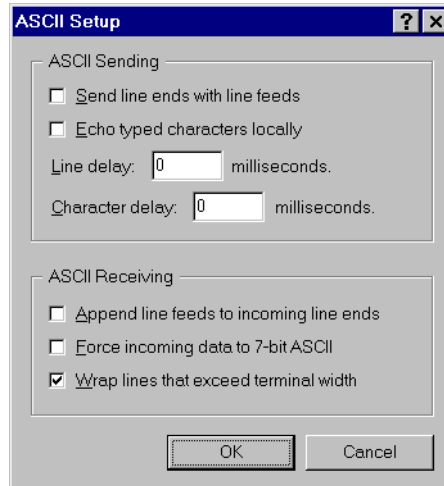 ASCII Setup
ASCII Sending
Send line ends with line feeds
Echo typed characters locally
Line delay: 0 milliseconds.
Character delay: 0 milliseconds.
ASCII Receiving
Append line feeds to incoming line ends
Force incoming data to 7-bit ASCII
Wrap lines that exceed terminal width
OK Cancel